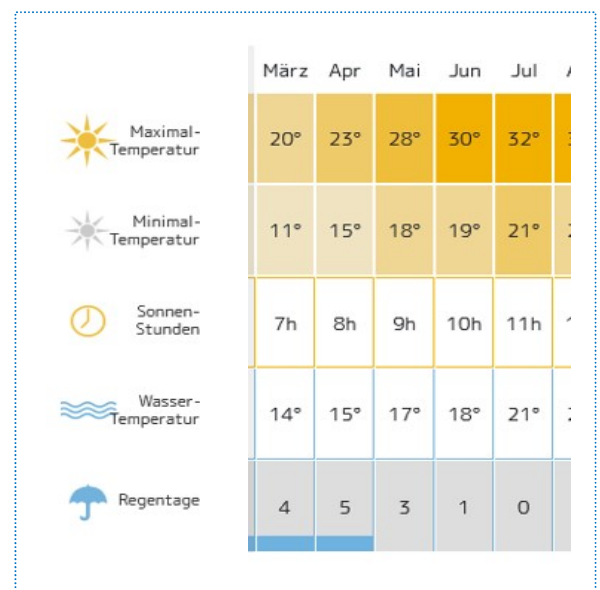 März Apr Mai Jun Jul
Maximal-
Temperatur
20° 23° 28° 30° 32°
Minimal-
Temperatur
11° 15° 18° 19° 21°
Sonnen-
Stunden
7h 8h 9h 10h 11h
Wasser-
Temperatur
14° 15° 17° 18° 21°
Regentage
4 5 3 1 0